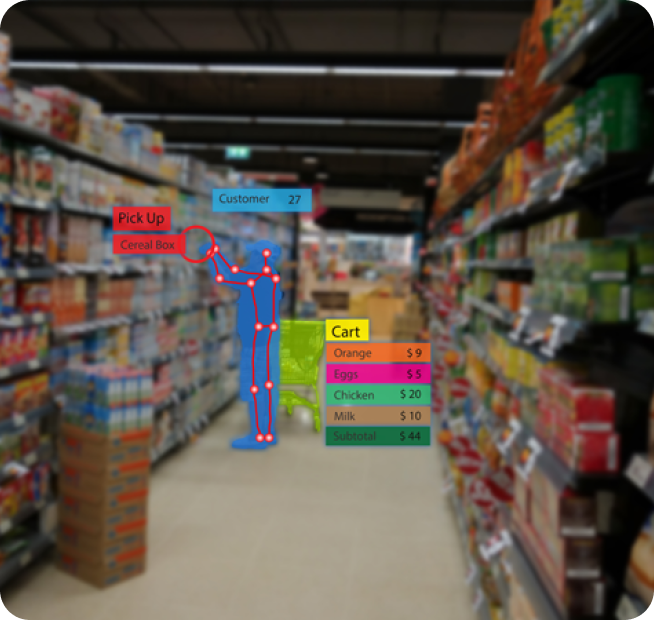 Customer 27
Pick Up
Cereal Box
Cart
Orange $ 9
Eggs $ 5
Chicken $ 20
Milk $ 10
Subtotal $ 44